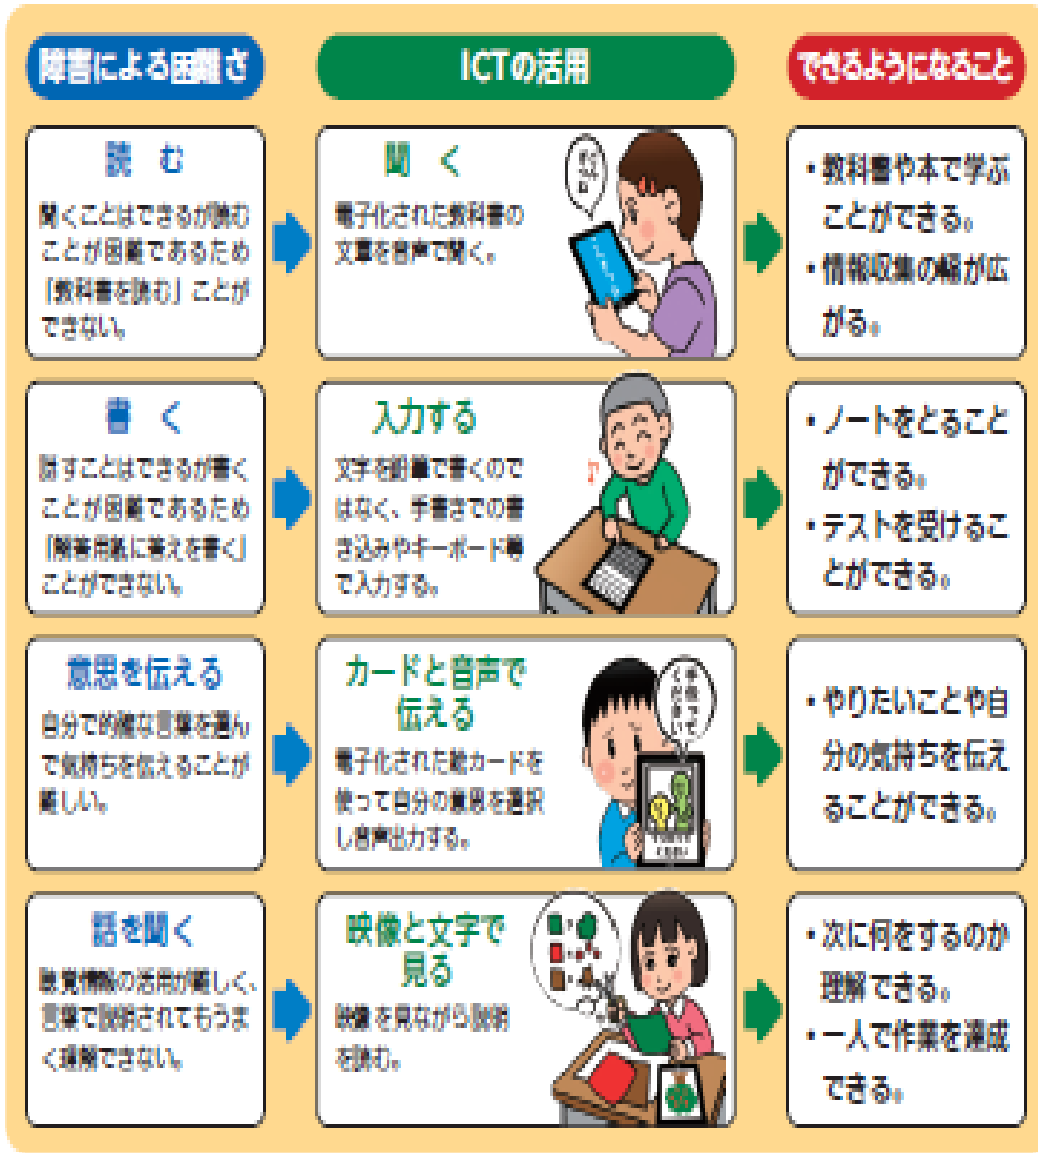 障害による困難さ
ICTの活用
できるようになること
読 む
聞くことはできるが読む
ことが困難であるため
「教科書を読む」ことが
できない。
聞 く
電子化された教科書の
文章を音声で聞く。
・教科書や本で学ぶ
ことができる。
・情報収集の幅が広
がる。
書 く
話すことはできるが書く
ことが困難であるため
「解答用紙に答えを書く」
ことができない。
入力する
文字を鉛筆で書くので
はなく、手書きでの書
き込みやキーボード等
で入力する。
♪
・ノートをとること
ができる。
・テストを受けるこ
とができる。
意思を伝える
自分で的確な言葉を選ん
で気持ちを伝えることが
難しい。
カードと音声で
伝える
電子化された絵カードを
使って自分の意思を選択
し音声出力する。
手伝って
ください
・やりたいことや自
分の気持ちを伝え
ることができる。
話を聞く
聴覚情報の活用が難しく、
言葉で説明されてもうま
く理解できない。
映像と文字で
見る
映像を見ながら説明
を読む。
・次に何をするのか
理解できる。
・一人で作業を達成
できる。